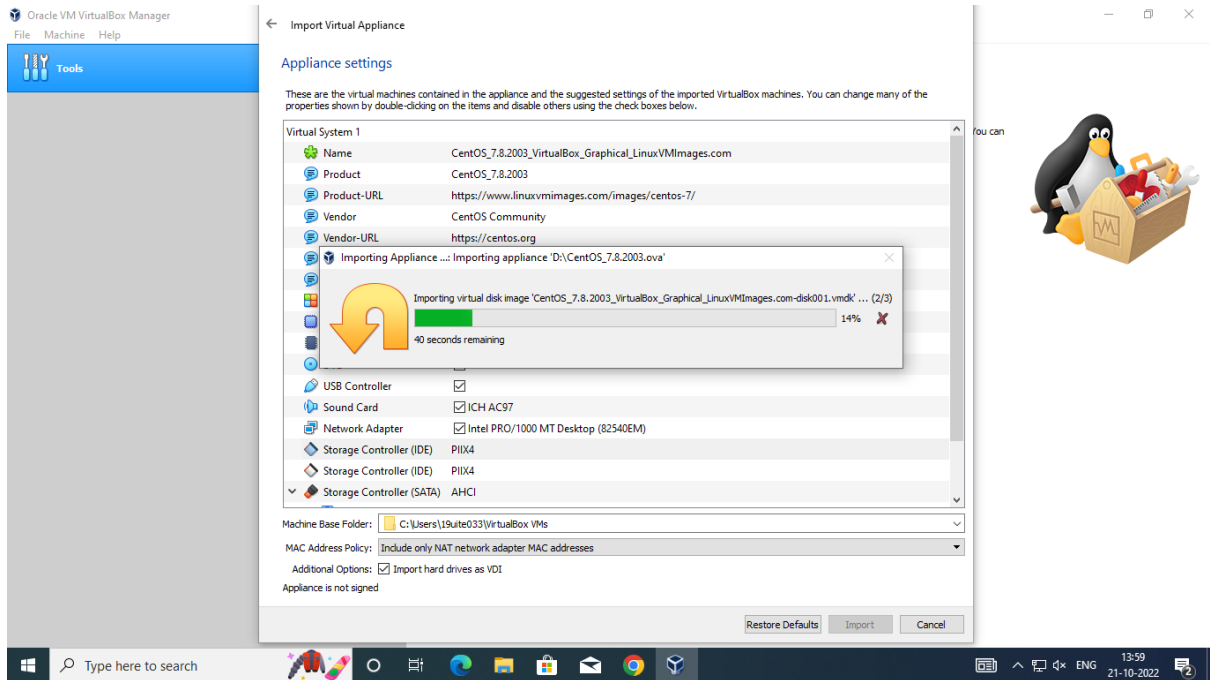 Oracle VM VirtualBox Manager
File Machine Help
Tools
Import Virtual Appliance
Appliance settings
These are the virtual machines contained in the appliance and the suggested settings of the imported VirtualBox machines. You can change many of the
properties shown by double-clicking on the items and disable others using the check boxes below.
You can
Virtual System 1
Name CentOS_7.8.2003_VirtualBox_Graphical_LinuxVMImages.com
Product CentOS_7.8.2003
Product-URL https://www.linuxvmimages.com/images/centos-7/
Vendor CentOS Community
Vendor-URL https://centos.org
Importing Appliance ...: Importing appliance 'D:\CentOS_7.8.2003.ova'
Importing virtual disk image 'CentOS_7.8.2003_VirtualBox_Graphical_LinuxVMImages.com-disk001.vmdk' ... (2/3)
14%
40 seconds remaining
USB Controller
Sound Card ICH AC97
Network Adapter Intel PRO/1000 MT Desktop (82540EM)
Storage Controller (IDE) PIIX4
Storage Controller (IDE) PIIX4
Storage Controller (SATA) AHCI
Machine Base Folder: C:\Users\19uite033\VirtualBox VMs
MAC Address Policy: Include only NAT network adapter MAC addresses
Additional Options: Import hard drives as VDI
Appliance is not signed
Restore Defaults Import Cancel
Type here to search
ENG
13:59
21-10-2022
2